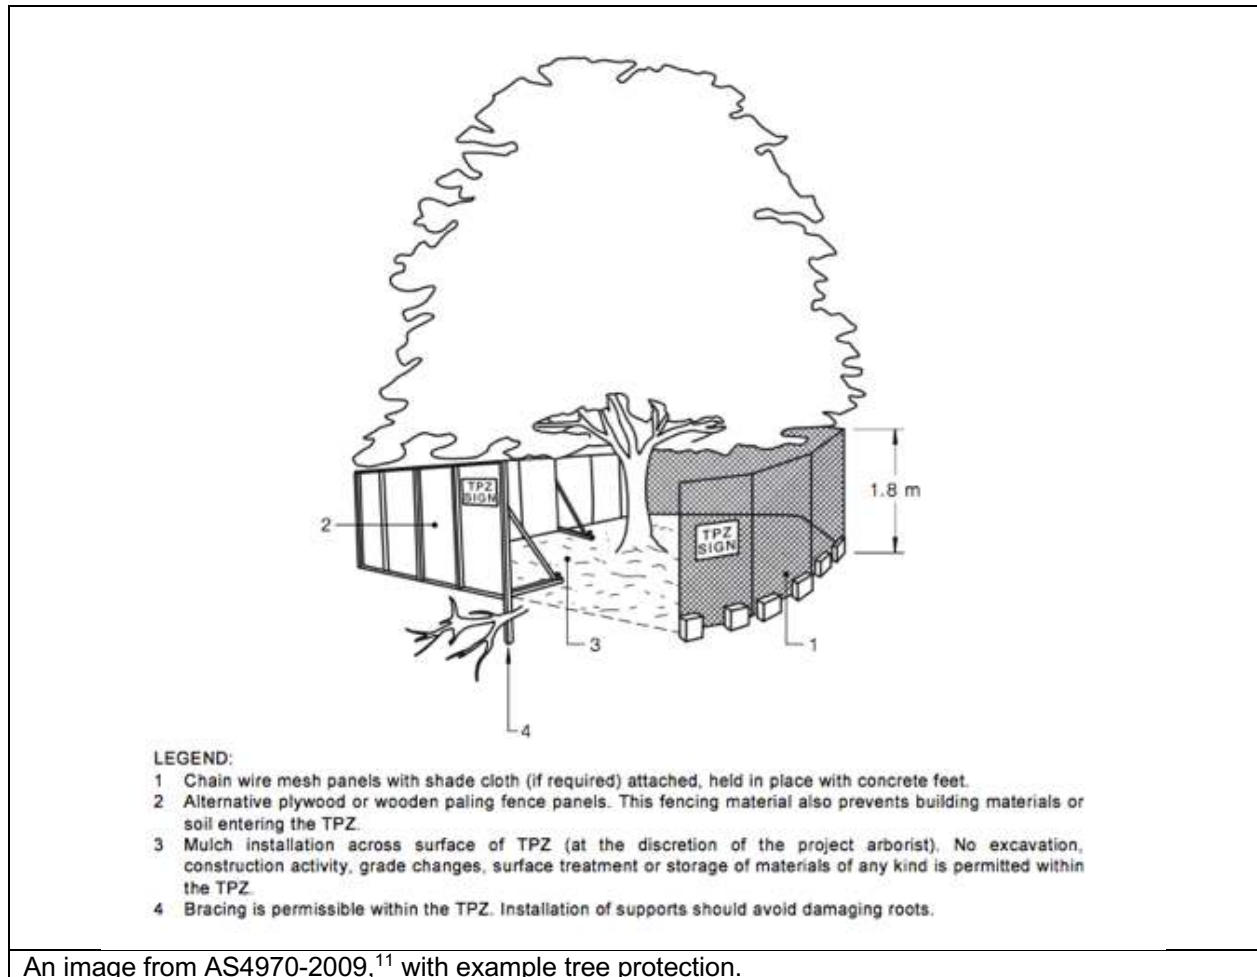 TPZ
SIGN
TPZ
SIGN
1.8 m
2
3
1
4
LEGEND:
1 Chain wire mesh panels with shade cloth (if required) attached, held in place with concrete feet.
2 Alternative plywood or wooden paling fence panels. This fencing material also prevents building materials or
soil entering the TPZ.
3 Mulch installation across surface of TPZ (at the discretion of the project arborist). No excavation,
construction activity, grade changes, surface treatment or storage of materials of any kind is permitted within
the TPZ.
4 Bracing is permissible within the TPZ. Installation of supports should avoid damaging roots.
An image from AS4970-2009,¹¹ with example tree protection.